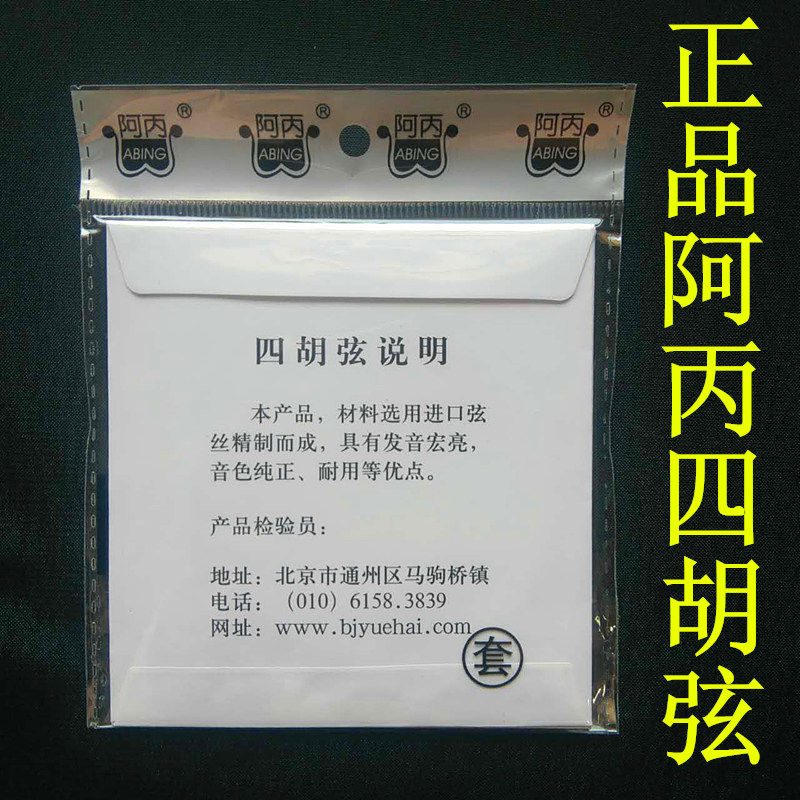 阿丙® 阿丙® 阿丙® 阿丙®
ABING ABING ABING ABING
四胡弦说明
本产品，材料选用进口弦
丝精制而成，具有发音宏亮，
音色纯正、耐用等优点。
产品检验员：
地址：北京市通州区马驹桥镇
电话：（010）6158.3839
网址：www.bjyuehai.com
套
正品阿丙四胡弦